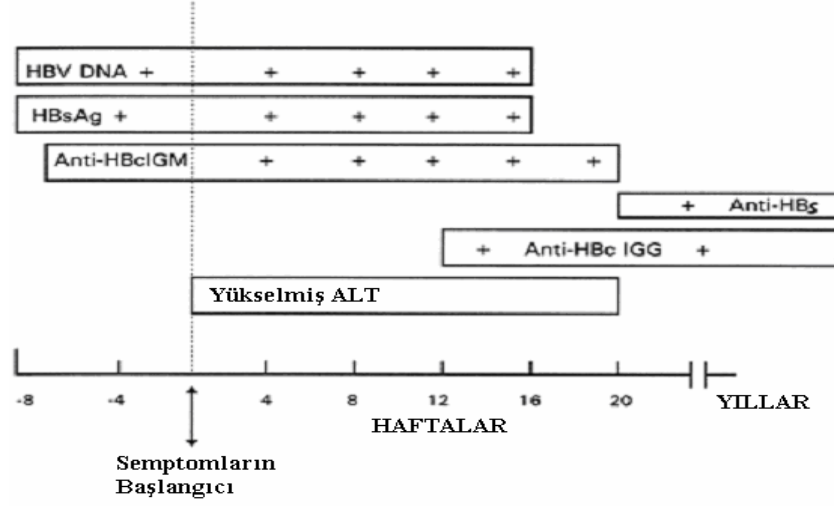 HBV DNA + + + + +
HBsAg + + + + +
Anti-HBcIGM + + + + +
+ Anti-HBs
+ Anti-HBc IGG +
Yükselmiş ALT
-8 -4 4 8 12 16 20 YILLAR
HAFTALAR
Semptomların
Başlangıcı